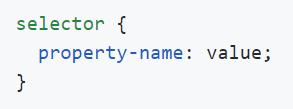 selector {
  property-name: value;
}